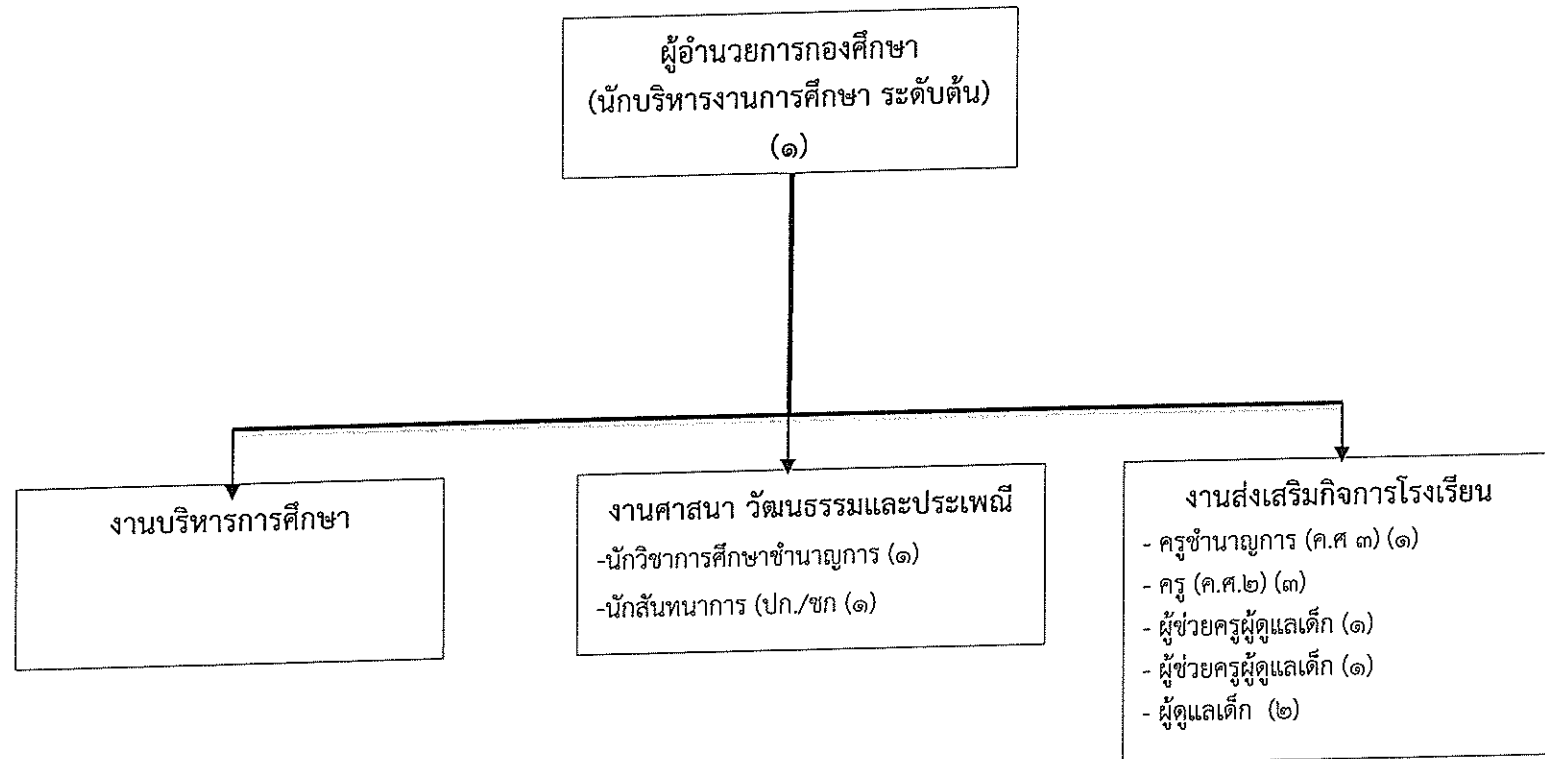 ผู้อำนวยการกองศึกษา
(นักบริหารงานการศึกษา ระดับต้น)
(๑)
งานบริหารการศึกษา
งานศาสนา วัฒนธรรมและประเพณี
-นักวิชาการศึกษาชำนาญการ (๑)
-นักสันทนาการ (ปก./ชก (๑)
งานส่งเสริมกิจการโรงเรียน
- ครูชำนาญการ (ค.ศ ๓) (๑)
- ครู (ค.ศ.๒) (๓)
- ผู้ช่วยครูผู้ดูแลเด็ก (๑)
- ผู้ช่วยครูผู้ดูแลเด็ก (๑)
- ผู้ดูแลเด็ก (๒)